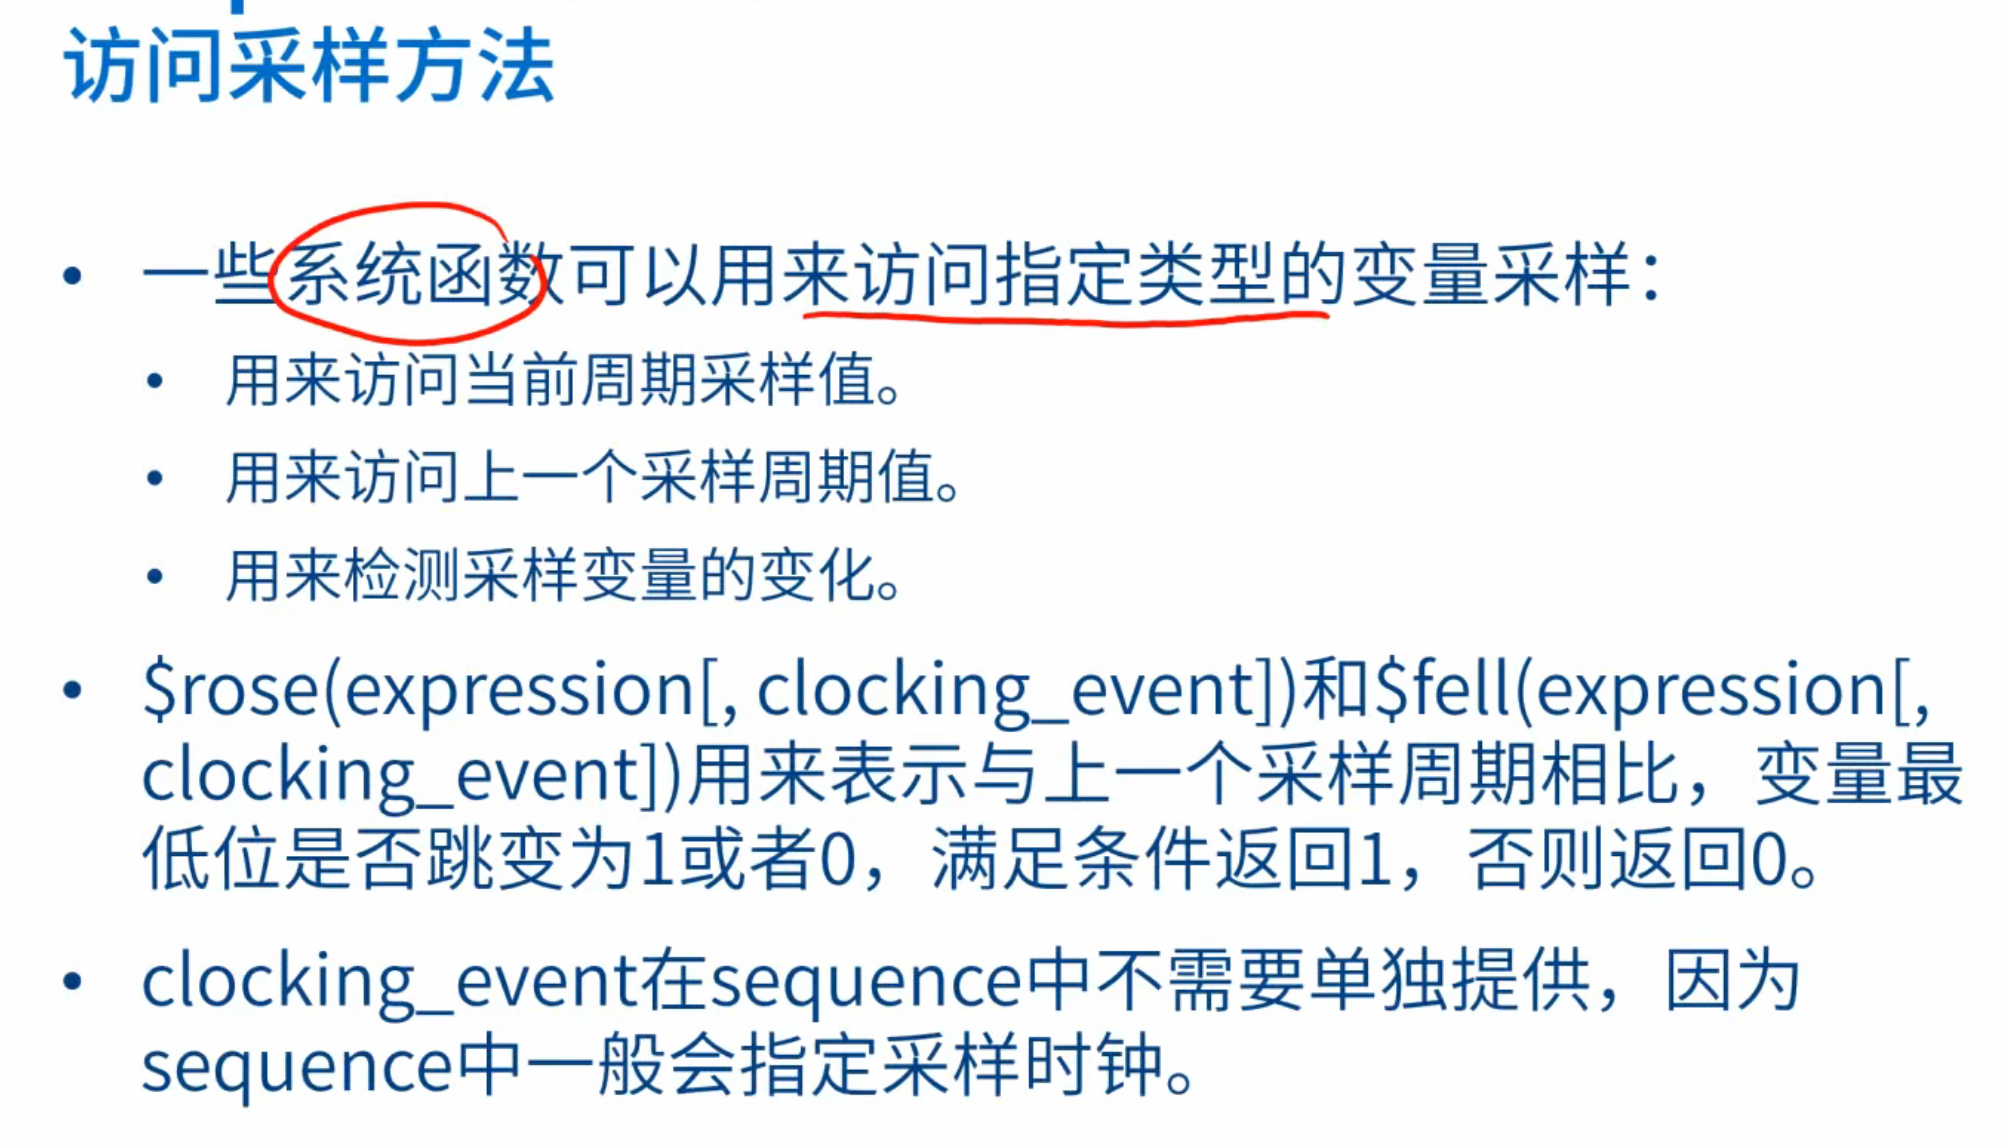 访问采样方法
• 一些系统函数可以用来访问指定类型的变量采样：
• 用来访问当前周期采样值。
• 用来访问上一个采样周期值。
• 用来检测采样变量的变化。
• $rose(expression[, clocking_event])和$fell(expression[,
clocking_event])用来表示与上一个采样周期相比，变量最
低位是否跳变为1或者0，满足条件返回1，否则返回0。
• clocking_event在sequence中不需要单独提供，因为
sequence中一般会指定采样时钟。